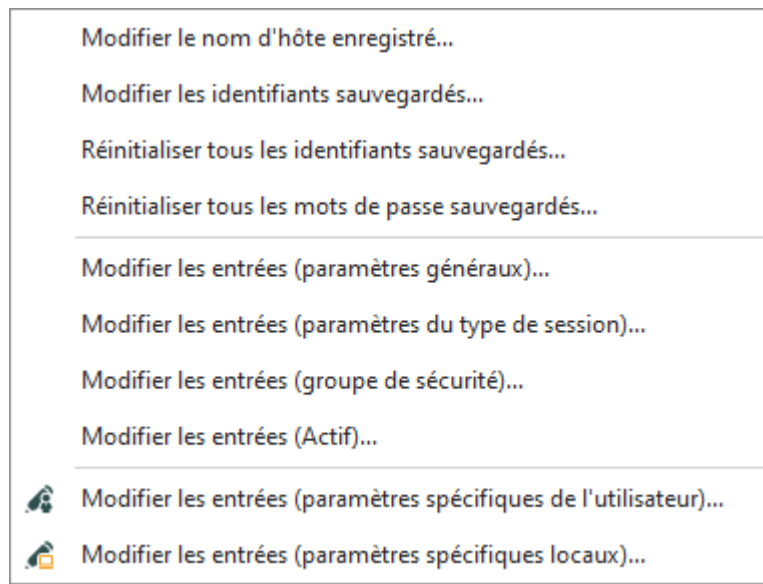 Modifier le nom d'hôte enregistré...
Modifier les identifiants sauvegardés...
Réinitialiser tous les identifiants sauvegardés...
Réinitialiser tous les mots de passe sauvegardés...
Modifier les entrées (paramètres généraux)...
Modifier les entrées (paramètres du type de session)...
Modifier les entrées (groupe de sécurité)...
Modifier les entrées (Actif)...
Modifier les entrées (paramètres spécifiques de l'utilisateur)...
Modifier les entrées (paramètres spécifiques locaux)...